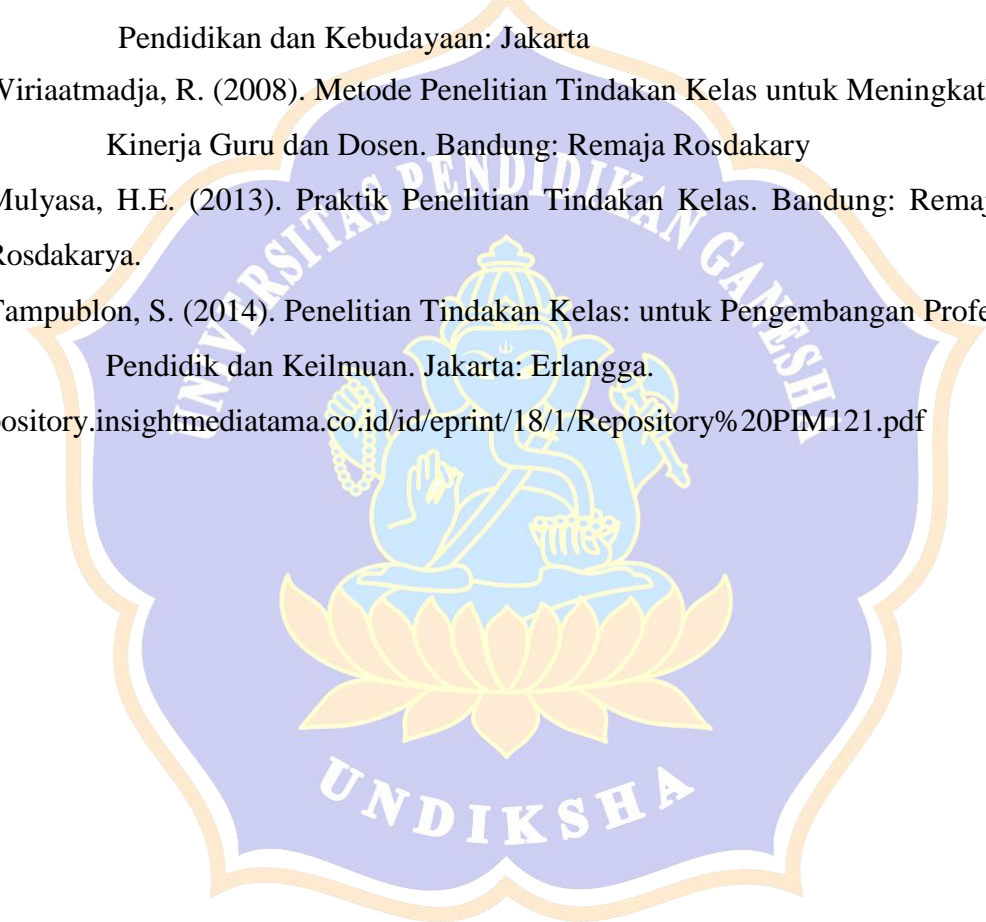 Pendidikan dan Kebudayaan: Jakarta
Wiriaatmadja, R. (2008). Metode Penelitian Tindakan Kelas untuk Meningkat
Kinerja Guru dan Dosen. Bandung: Remaja Rosdakary
Mulyasa, H.E. (2013). Praktik Penelitian Tindakan Kelas. Bandung: Remaj
Rosdakarya.
Tampublon, S. (2014). Penelitian Tindakan Kelas: untuk Pengembangan Profe
Pendidik dan Keilmuan. Jakarta: Erlangga.
pository.insightmediatama.co.id/id/eprint/18/1/Repository%20PIM121.pdf
UNIVERSITAS PENDIDIKAN GANESHA
UNDIKSHA